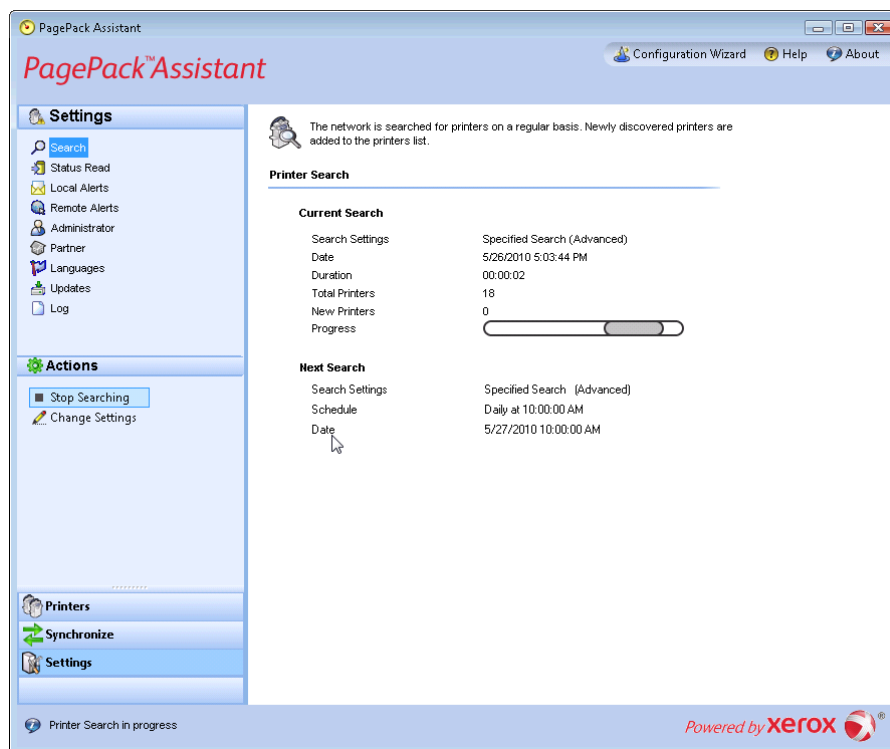 PagePack Assistant
PagePack™Assistant
Configuration Wizard Help About
Settings
Search
Status Read
Local Alerts
Remote Alerts
Administrator
Partner
Languages
Updates
Log
Actions
Stop Searching
Change Settings
Printers
Synchronize
Settings
The network is searched for printers on a regular basis. Newly discovered printers are
added to the printers list.
Printer Search
Current Search
Search Settings Specified Search (Advanced)
Date 5/26/2010 5:03:44 PM
Duration 00:00:02
Total Printers 18
New Printers 0
Progress
Next Search
Search Settings Specified Search (Advanced)
Schedule Daily at 10:00:00 AM
Date 5/27/2010 10:00:00 AM
Printer Search in progress
Powered by xerox ®